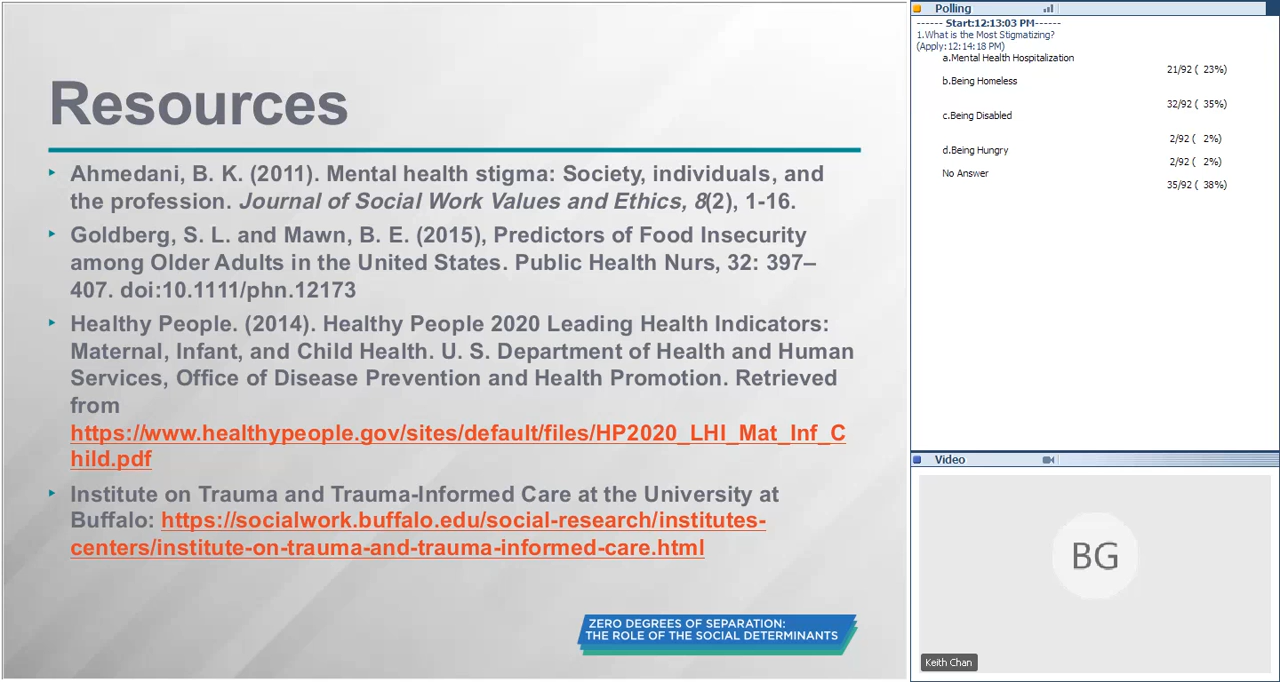 Resources
Ahmedani, B. K. (2011). Mental health stigma: Society, individuals, and
the profession. Journal of Social Work Values and Ethics, 8(2), 1-16.
Goldberg, S. L. and Mawn, B. E. (2015), Predictors of Food Insecurity
among Older Adults in the United States. Public Health Nurs, 32: 397–
407. doi:10.1111/phn.12173
Healthy People. (2014). Healthy People 2020 Leading Health Indicators:
Maternal, Infant, and Child Health. U. S. Department of Health and Human
Services, Office of Disease Prevention and Health Promotion. Retrieved
from
https://www.healthypeople.gov/sites/default/files/HP2020_LHI_Mat_Inf_C
hild.pdf
Institute on Trauma and Trauma-Informed Care at the University at
Buffalo: https://socialwork.buffalo.edu/social-research/institutes-
centers/institute-on-trauma-and-trauma-informed-care.html
ZERO DEGREES OF SEPARATION:
THE ROLE OF THE SOCIAL DETERMINANTS
Polling
------ Start:12:13:03 PM------
1.What is the Most Stigmatizing?
(Apply:12:14:18 PM)
a.Mental Health Hospitalization
21/92 ( 23%)
b.Being Homeless
32/92 ( 35%)
c.Being Disabled
2/92 ( 2%)
d.Being Hungry
2/92 ( 2%)
No Answer
35/92 ( 38%)
Video
BG
Keith Chan